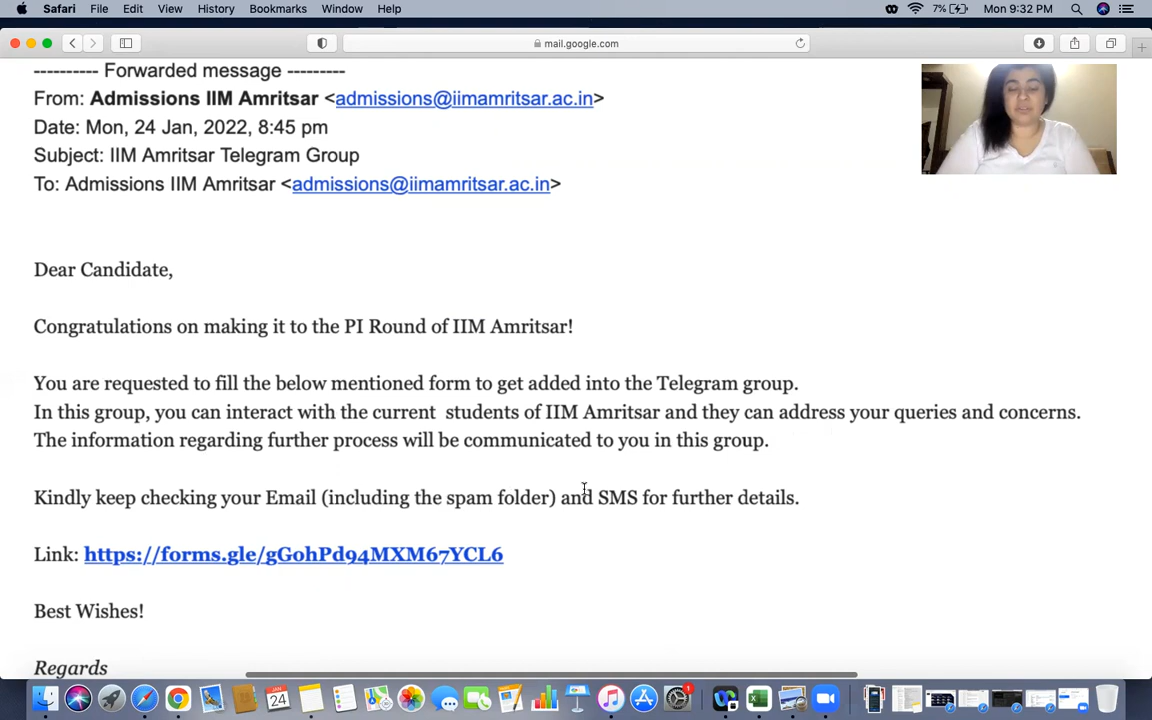 Safari File Edit View History Bookmarks Window Help 7% Mon 9:32 PM
mail.google.com
---------- Forwarded message ---------
From: Admissions IIM Amritsar <admissions@iimamritsar.ac.in>
Date: Mon, 24 Jan, 2022, 8:45 pm
Subject: IIM Amritsar Telegram Group
To: Admissions IIM Amritsar <admissions@iimamritsar.ac.in>
Dear Candidate,
Congratulations on making it to the PI Round of IIM Amritsar!
You are requested to fill the below mentioned form to get added into the Telegram group.
In this group, you can interact with the current  students of IIM Amritsar and they can address your queries and concerns.
The information regarding further process will be communicated to you in this group.
Kindly keep checking your Email (including the spam folder) and SMS for further details.
Link: https://forms.gle/gGohPd94MXM67YCL6
Best Wishes!
Regards
JAN
24
1